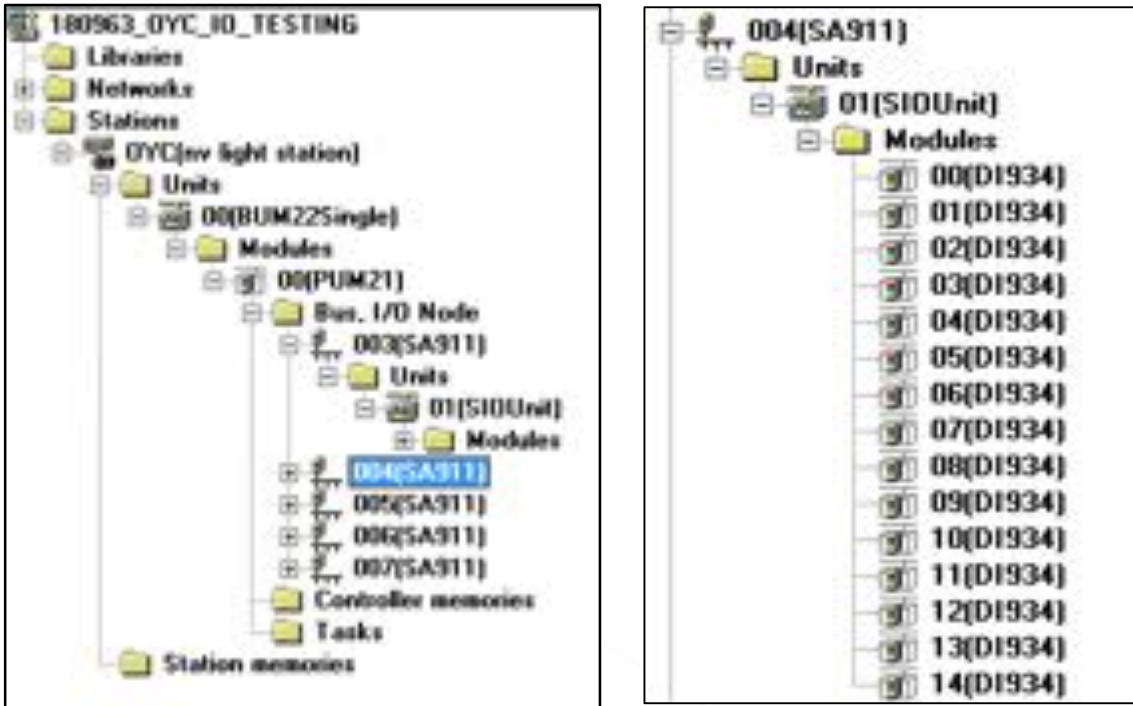 180963_OYC_IO_TESTING
Libraries
Networks
Stations
OYC(nv light station)
Units
00(BUM22Single)
Modules
00(PUM21)
Bus, I/O Node
003(SA911)
Units
01(SIOUnit)
Modules
004(SA911)
005(SA911)
006(SA911)
007(SA911)
Controller memories
Tasks
Station memories
004(SA911)
Units
01(SIOUnit)
Modules
00(DI934)
01(DI934)
02(DI934)
03(DI934)
04(DI934)
05(DI934)
06(DI934)
07(DI934)
08(DI934)
09(DI934)
10(DI934)
11(DI934)
12(DI934)
13(DI934)
14(DI934)